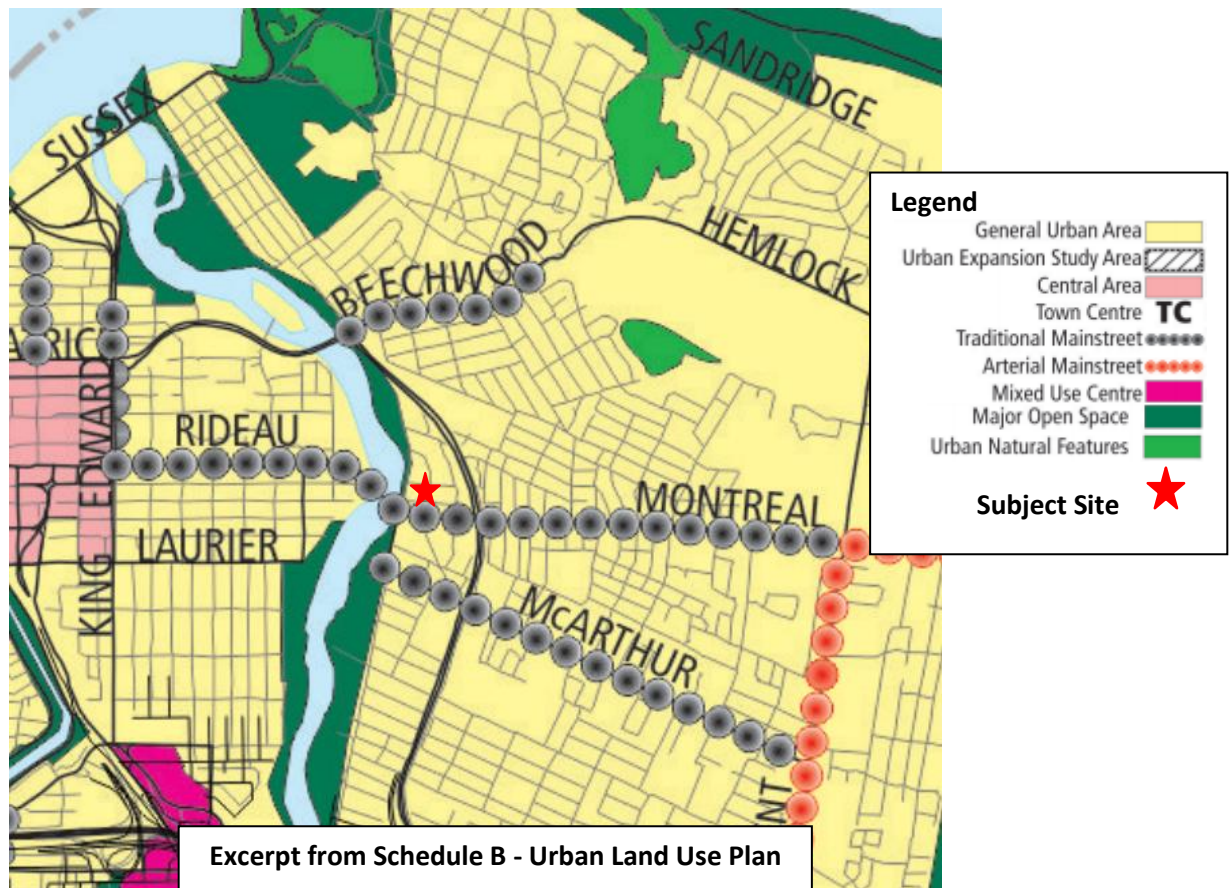 SANDRIDGE
SUSSEX
HEMLOCK
BEECHWOOD
KING EDWARD
RIDEAU
MONTREAL
LAURIER
McARTHUR
Legend
General Urban Area
Urban Expansion Study Area
Central Area
Town Centre TC
Traditional Mainstreet
Arterial Mainstreet
Mixed Use Centre
Major Open Space
Urban Natural Features
Subject Site
Excerpt from Schedule B - Urban Land Use Plan